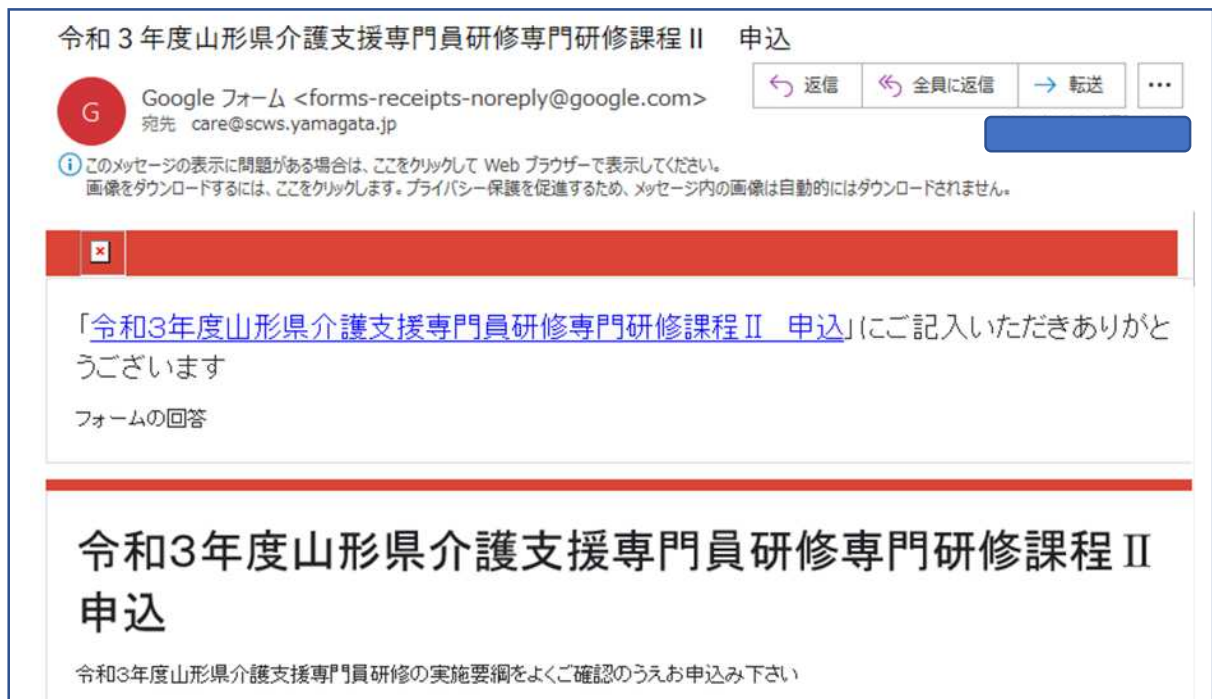 令和3年度山形県介護支援専門員研修専門研修課程Ⅱ　申込
返信
全員に返信
転送
G
Google フォーム <forms-receipts-noreply@google.com>
宛先 care@scws.yamagata.jp
このメッセージの表示に問題がある場合は、ここをクリックして Web ブラウザーで表示してください。
画像をダウンロードするには、ここをクリックします。プライバシー保護を促進するため、メッセージ内の画像は自動的にはダウンロードされません。
「令和3年度山形県介護支援専門員研修専門研修課程Ⅱ　申込」にご記入いただきありがと
うございます
フォームの回答
令和3年度山形県介護支援専門員研修専門研修課程Ⅱ
申込
令和3年度山形県介護支援専門員研修の実施要綱をよくご確認のうえお申込み下さい